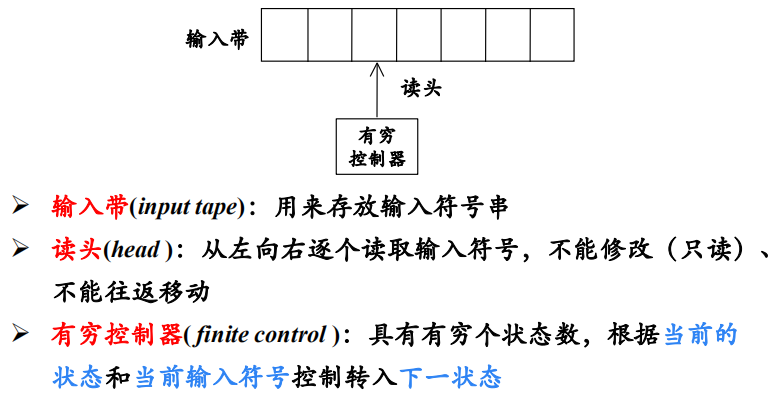 输入带
读头
有穷
控制器
➢ 输入带(input tape)：用来存放输入符号串
➢ 读头(head )：从左向右逐个读取输入符号，不能修改（只读）、
不能往返移动
➢ 有穷控制器( finite control )：具有有穷个状态数，根据当前的
状态和当前输入符号控制转入下一状态